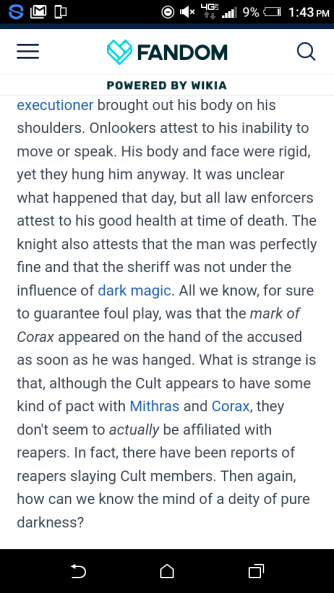 4G 9% 1:43 PM
FANDOM
POWERED BY WIKIA
executioner brought out his body on his
shoulders. Onlookers attest to his inability to
move or speak. His body and face were rigid,
yet they hung him anyway. It was unclear
what happened that day, but all law enforcers
attest to his good health at time of death. The
knight also attests that the man was perfectly
fine and that the sheriff was not under the
influence of dark magic. All we know, for sure
to guarantee foul play, was that the mark of
Corax appeared on the hand of the accused
as soon as he was hanged. What is strange is
that, although the Cult appears to have some
kind of pact with Mithras and Corax, they
don't seem to actually be affiliated with
reapers. In fact, there have been reports of
reapers slaying Cult members. Then again,
how can we know the mind of a deity of pure
darkness?